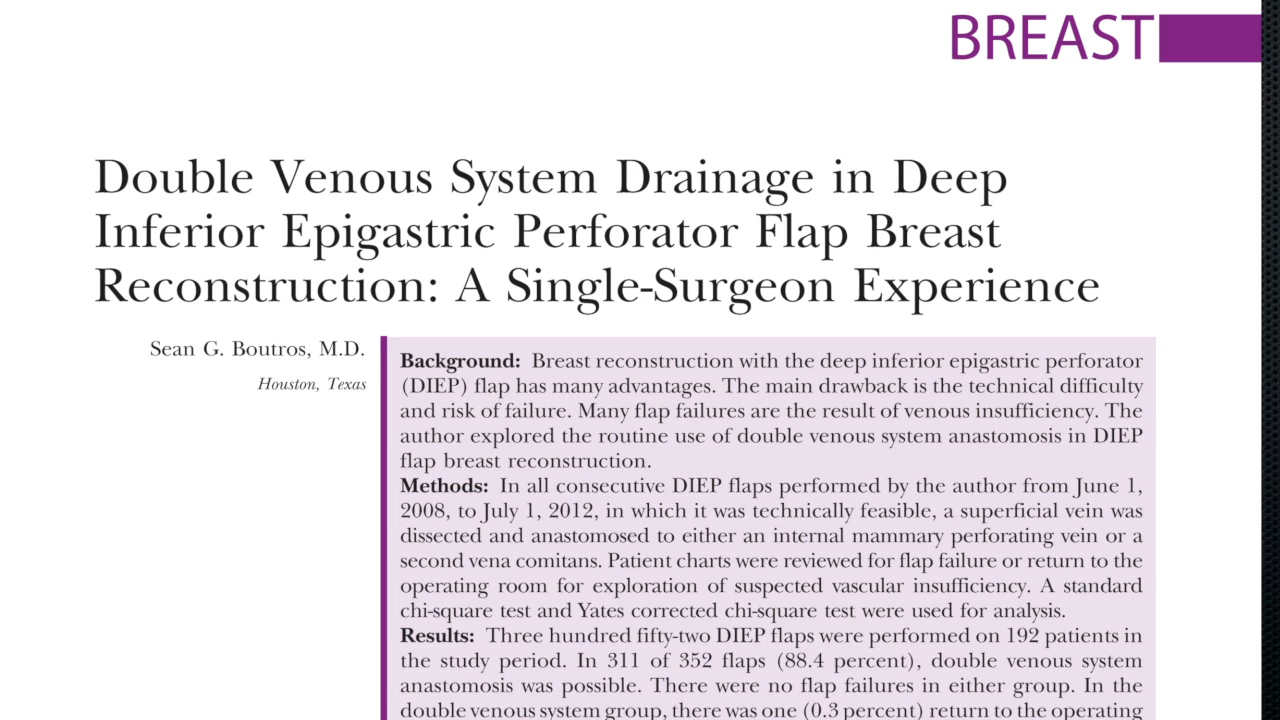 BREAST
Double Venous System Drainage in Deep
Inferior Epigastric Perforator Flap Breast
Reconstruction: A Single-Surgeon Experience
Sean G. Boutros, M.D.
Houston, Texas
Background: Breast reconstruction with the deep inferior epigastric perforator
(DIEP) flap has many advantages. The main drawback is the technical difficulty
and risk of failure. Many flap failures are the result of venous insufficiency. The
author explored the routine use of double venous system anastomosis in DIEP
flap breast reconstruction.
Methods: In all consecutive DIEP flaps performed by the author from June 1,
2008, to July 1, 2012, in which it was technically feasible, a superficial vein was
dissected and anastomosed to either an internal mammary perforating vein or a
second vena comitans. Patient charts were reviewed for flap failure or return to the
operating room for exploration of suspected vascular insufficiency. A standard
chi-square test and Yates corrected chi-square test were used for analysis.
Results: Three hundred fifty-two DIEP flaps were performed on 192 patients in
the study period. In 311 of 352 flaps (88.4 percent), double venous system
anastomosis was possible. There were no flap failures in either group. In the
double venous system group, there was one (0.3 percent) return to the operating